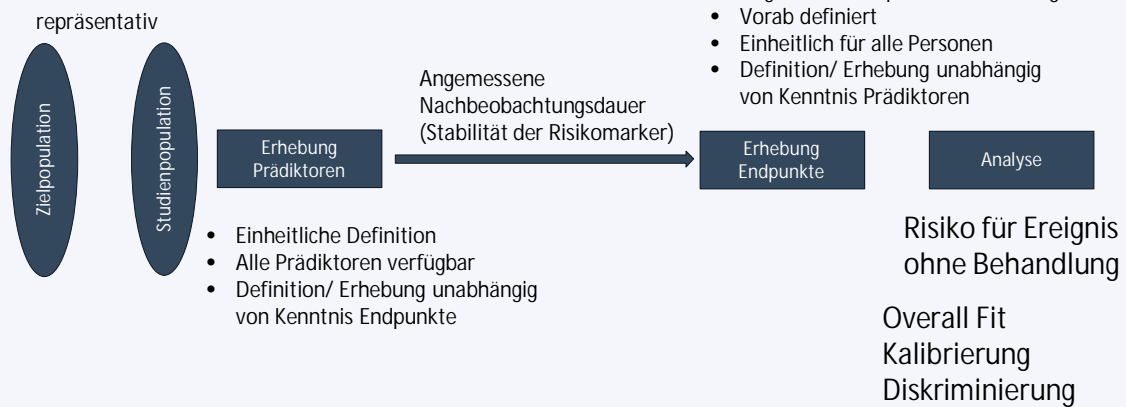 repräsentativ
Zielpopulation
Studienpopulation
Erhebung
Prädiktoren
• Einheitliche Definition
• Alle Prädiktoren verfügbar
• Definition/ Erhebung unabhängig
von Kenntnis Endpunkte
Angemessene
Nachbeobachtungsdauer
(Stabilität der Risikomarker)
• Vorab definiert
• Einheitlich für alle Personen
• Definition/ Erhebung unabhängig
von Kenntnis Prädiktoren
Erhebung
Endpunkte
Analyse
Risiko für Ereignis
ohne Behandlung
Overall Fit
Kalibrierung
Diskriminierung